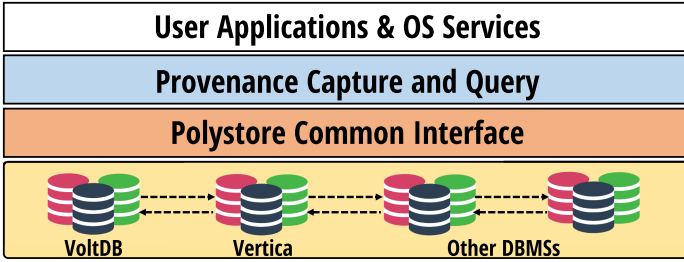 User Applications & OS Services
Provenance Capture and Query
Polystore Common Interface
VoltDB Vertica Other DBMSs